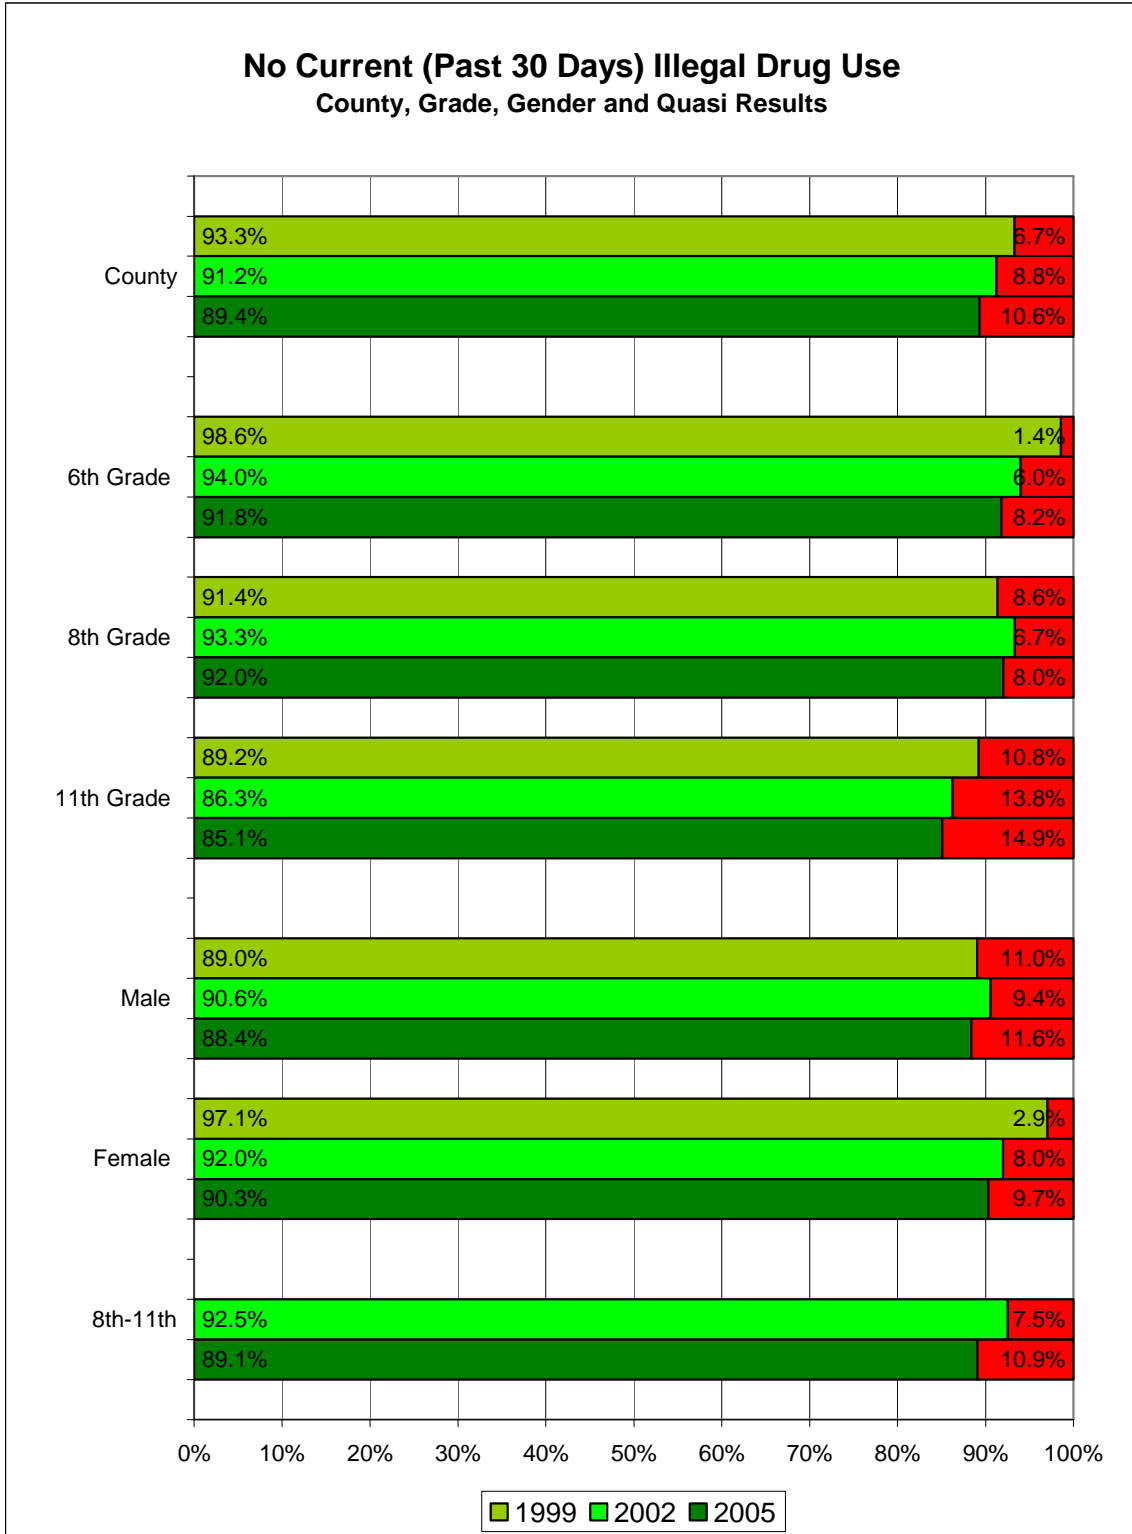 No Current (Past 30 Days) Illegal Drug Use
County, Grade, Gender and Quasi Results
93.3% 6.7%
County 91.2% 8.8%
89.4% 10.6%
98.6% 1.4%
6th Grade 94.0% 6.0%
91.8% 8.2%
91.4% 8.6%
8th Grade 93.3% 6.7%
92.0% 8.0%
89.2% 10.8%
11th Grade 86.3% 13.8%
85.1% 14.9%
89.0% 11.0%
Male 90.6% 9.4%
88.4% 11.6%
97.1% 2.9%
Female 92.0% 8.0%
90.3% 9.7%
8th-11th 92.5% 7.5%
89.1% 10.9%
0% 10% 20% 30% 40% 50% 60% 70% 80% 90% 100%
1999 2002 2005